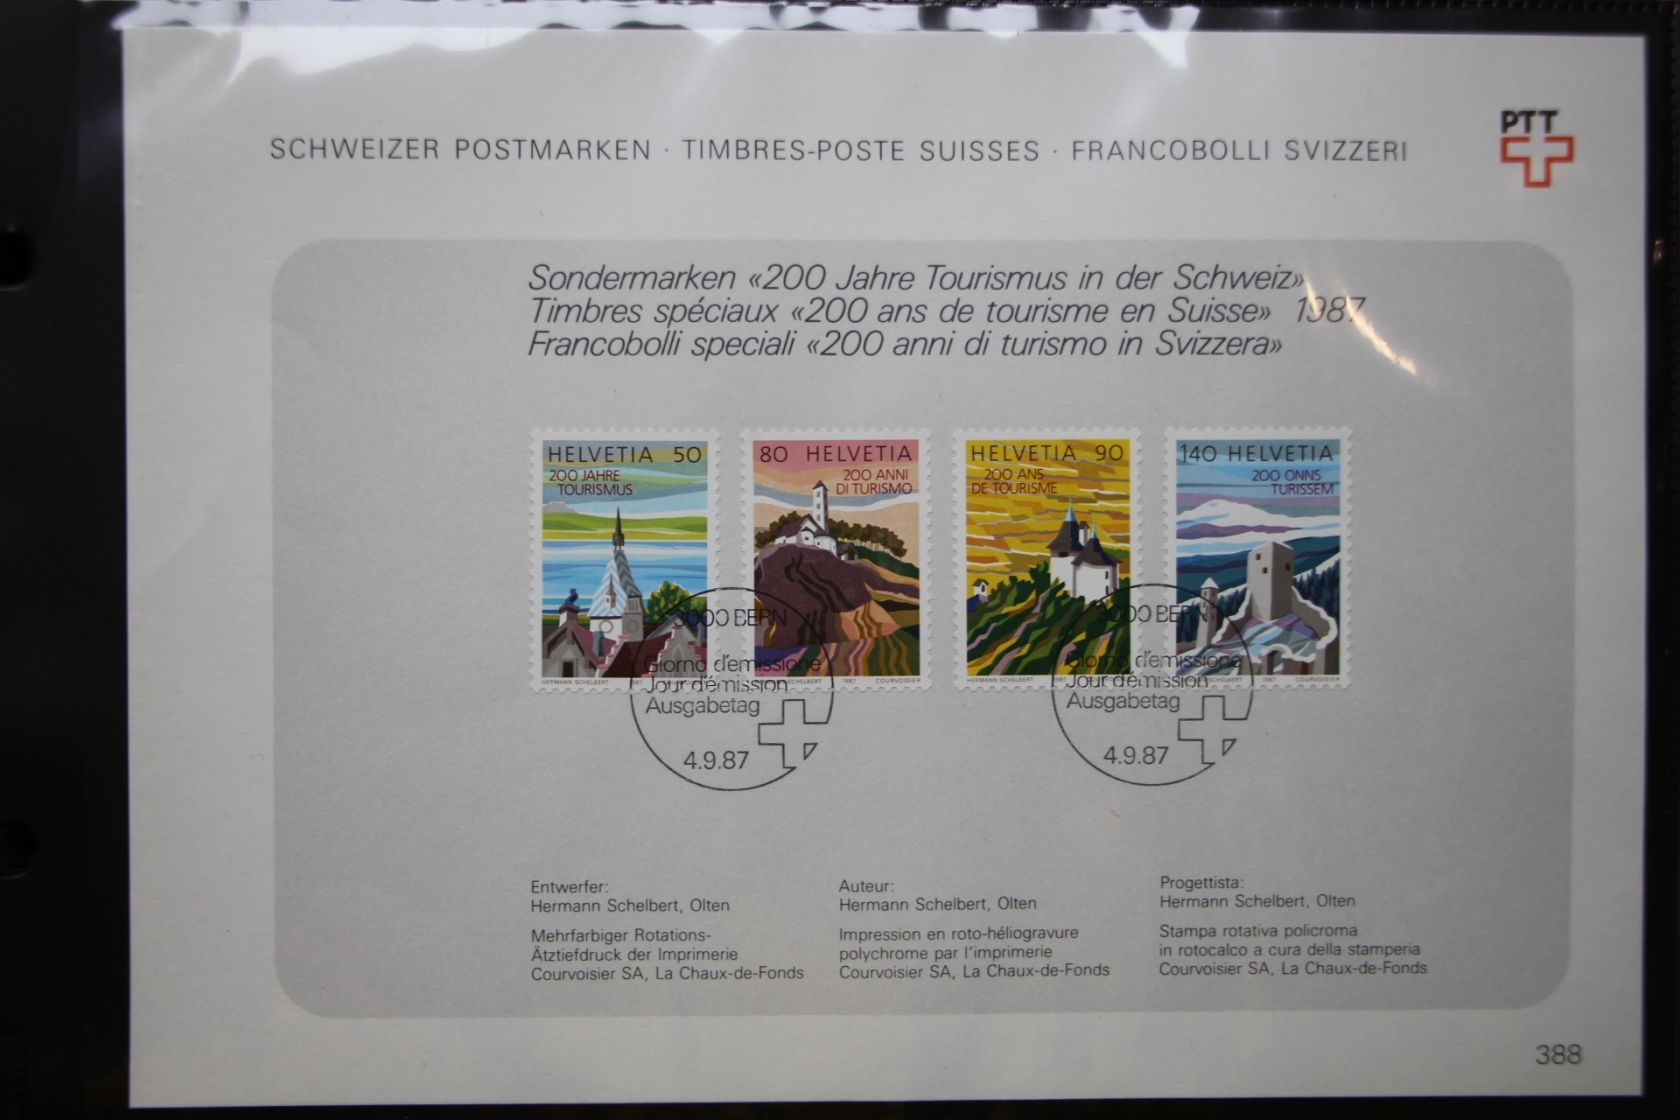 SCHWEIZER POSTMARKEN · TIMBRES-POSTE SUISSES · FRANCOBOLLI SVIZZERI
PTT
Sondermarken «200 Jahre Tourismus in der Schweiz»
Timbres spéciaux «200 ans de tourisme en Suisse» 1987
Francobolli speciali «200 anni di turismo in Svizzera»
HELVETIA 50
200 JAHRE
TOURISMUS
HERMANN SCHELBERT 1987
80 HELVETIA
200 ANNI
DI TURISMO
SCHELBERT 1987 COURVOISIER
HELVETIA 90
200 ANS
DE TOURISME
HERMANN SCHELBERT 1987
140 HELVETIA
200 ONNS
TURISSEM
SCHELBERT 1987 COURVOISIER
3000 BERN
Giorno d'emissione
Jour d'émission
Ausgabetag
4.9.87
3000 BERN
Giorno d'emissione
Jour d'émission
Ausgabetag
4.9.87
Entwerfer:
Hermann Schelbert, Olten
Mehrfarbiger Rotations-
Ätztiefdruck der Imprimerie
Courvoisier SA, La Chaux-de-Fonds
Auteur:
Hermann Schelbert, Olten
Impression en roto-héliogravure
polychrome par l'imprimerie
Courvoisier SA, La Chaux-de-Fonds
Progettista:
Hermann Schelbert, Olten
Stampa rotativa policroma
in rotocalco a cura della stamperia
Courvoisier SA, La Chaux-de-Fonds
388